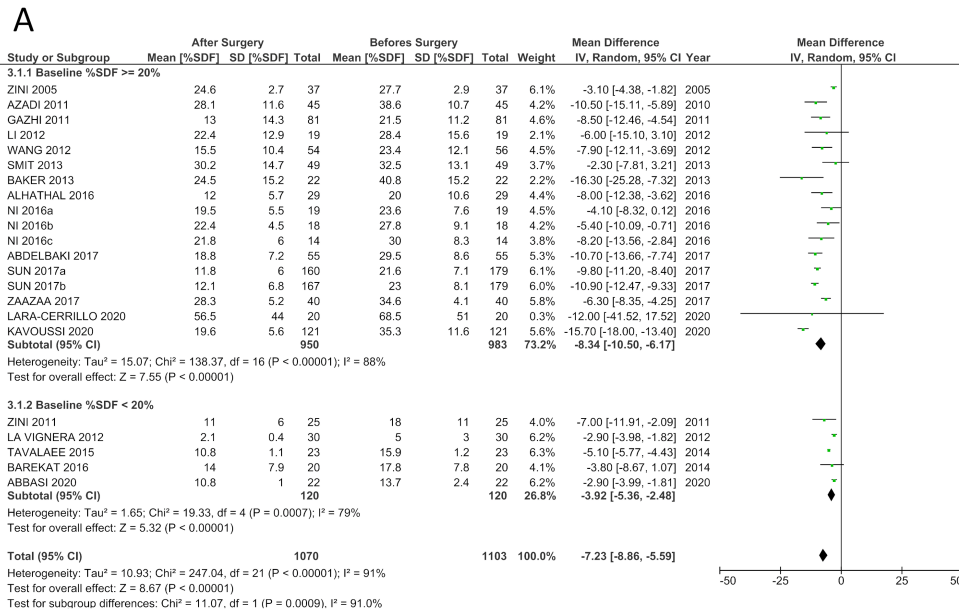 A
After Surgery Befores Surgery Mean Difference Mean Difference
Study or Subgroup Mean [%SDF] SD [%SDF] Total Mean [%SDF] SD [%SDF] Total Weight IV, Random, 95% CI Year IV, Random, 95% CI
3.1.1 Baseline %SDF >= 20%
ZINI 2005 24.6 2.7 37 27.7 2.9 37 6.1% -3.10 [-4.38, -1.82] 2005
AZADI 2011 28.1 11.6 45 38.6 10.7 45 4.1% -10.50 [-15.11, -5.89] 2010
GAZHI 2011 13 14.3 81 21.5 11.2 81 4.6% -8.50 [-12.46, -4.54] 2011
LI 2012 22.4 12.9 19 28.4 15.6 19 2.1% -6.00 [-15.10, 3.10] 2012
WANG 2012 15.5 10.4 54 23.4 12.1 56 4.4% -7.90 [-12.11, -3.69] 2012
SMIT 2013 30.2 14.7 49 32.5 13.1 49 3.7% -2.30 [-7.81, 3.21] 2013
BAKER 2013 24.5 15.2 22 40.8 15.2 22 2.2% -16.30 [-25.28, -7.32] 2013
ALHATHAL 2016 12 5.7 29 20 10.6 29 4.3% -8.00 [-12.38, -3.62] 2016
NI 2016a 19.5 5.5 19 23.6 7.6 19 4.4% -4.10 [-8.32, 0.12] 2016
NI 2016b 22.4 4.5 18 27.8 9.1 18 4.1% -5.40 [-10.09, -0.71] 2016
NI 2016c 21.8 6 14 30 8.3 14 3.8% -8.20 [-13.56, -2.84] 2016
ABDELBAKI 2017 18.8 7.2 55 29.5 8.6 55 5.2% -10.70 [-13.66, -7.74] 2017
SUN 2017a 11.8 6 160 21.6 7.1 179 6.1% -9.80 [-11.20, -8.40] 2017
SUN 2017b 12.1 6.8 167 23 8.1 179 6.0% -10.90 [-12.47, -9.33] 2017
ZAAZAA 2017 28.3 5.2 40 34.6 4.1 40 5.8% -6.30 [-8.35, -4.25] 2017
LARA-CERRILLO 2020 56.5 44 20 68.5 51 20 0.3% -12.00 [-41.52, 17.52] 2020
KAVOUSSI 2020 19.6 5.6 121 35.3 11.6 121 5.6% -15.70 [-18.00, -13.40] 2020
Subtotal (95% CI) 950 983 73.2% -8.34 [-10.50, -6.17]
Heterogeneity: Tau² = 15.07; Chi² = 138.37, df = 16 (P < 0.00001); I² = 88%
Test for overall effect: Z = 7.55 (P < 0.00001)
3.1.2 Baseline %SDF < 20%
ZINI 2011 11 6 25 18 11 25 4.0% -7.00 [-11.91, -2.09] 2011
LA VIGNERA 2012 2.1 0.4 30 5 3 30 6.2% -2.90 [-3.98, -1.82] 2012
TAVALAEE 2015 10.8 1.1 23 15.9 1.2 23 6.3% -5.10 [-5.77, -4.43] 2014
BAREKAT 2016 14 7.9 20 17.8 7.8 20 4.1% -3.80 [-8.67, 1.07] 2014
ABBASI 2020 10.8 1 22 13.7 2.4 22 6.2% -2.90 [-3.99, -1.81] 2020
Subtotal (95% CI) 120 120 26.8% -3.92 [-5.36, -2.48]
Heterogeneity: Tau² = 1.65; Chi² = 19.33, df = 4 (P = 0.0007); I² = 79%
Test for overall effect: Z = 5.32 (P < 0.00001)
Total (95% CI) 1070 1103 100.0% -7.23 [-8.86, -5.59]
Heterogeneity: Tau² = 10.93; Chi² = 247.04, df = 21 (P < 0.00001); I² = 91%
Test for overall effect: Z = 8.67 (P < 0.00001)
Test for subgroup differences: Chi² = 11.07, df = 1 (P = 0.0009), I² = 91.0%
-50 -25 0 25 50